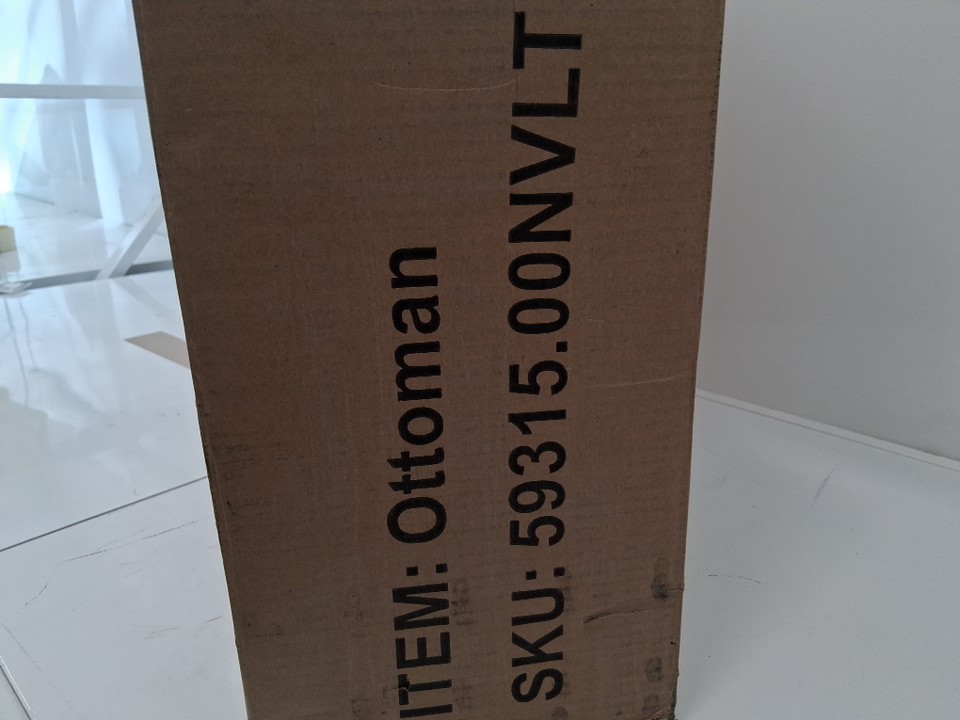 ITEM: Ottoman
SKU: 59315.00NVLT